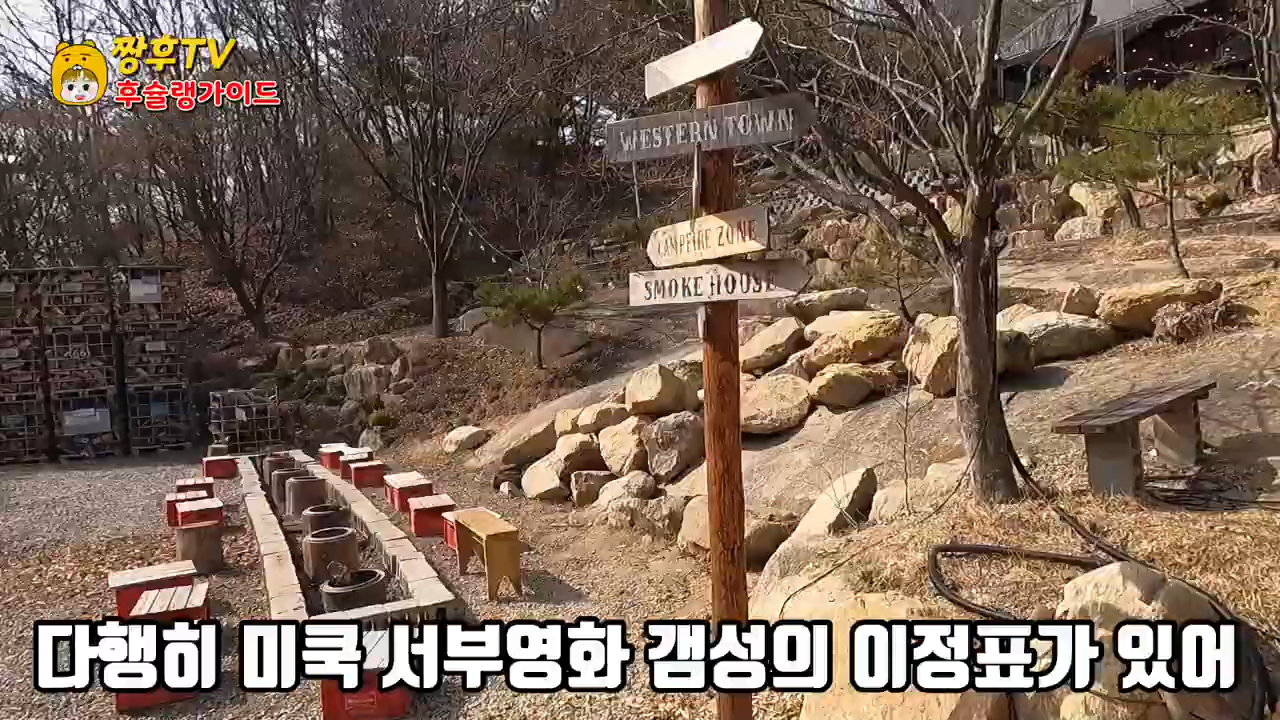 짱후TV
후슐랭가이드
WESTERN TOWN
CAMPFIRE ZONE
SMOKE HOUSE
다행히 미쿡 서부영화 갬성의 이정표가 있어